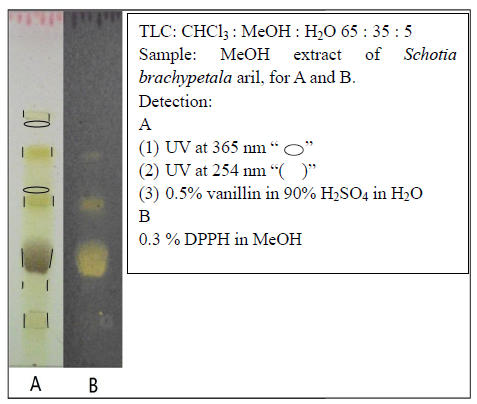 TLC: CHCl₃ : MeOH : H₂O 65 : 35 : 5
Sample: MeOH extract of Schotia
brachypetala aril, for A and B.
Detection:
A
(1) UV at 365 nm “ ”
(2) UV at 254 nm “( )”
(3) 0.5% vanillin in 90% H₂SO₄ in H₂O
B
0.3 % DPPH in MeOH
A B